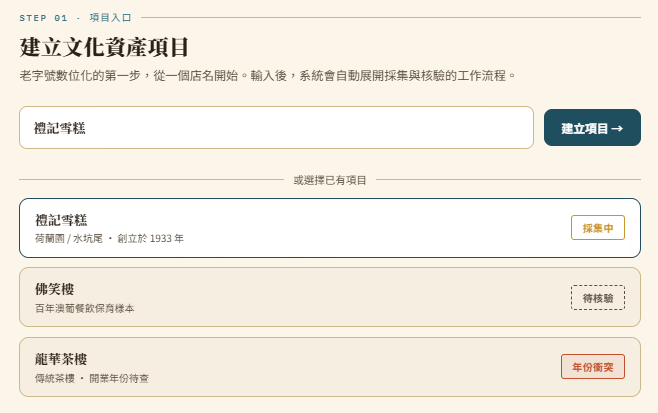 STEP 01 · 項目入口
建立文化資產項目
老字號數位化的第一步，從一個店名開始。輸入後，系統會自動展開採集與核驗的工作流程。
禮記雪糕
建立項目 →
或選擇已有項目
禮記雪糕
荷蘭園 / 水坑尾 · 創立於 1933 年
採集中
佛笑樓
百年澳葡餐飲保育樣本
待核驗
龍華茶樓
傳統茶樓 · 開業年份待查
年份衝突